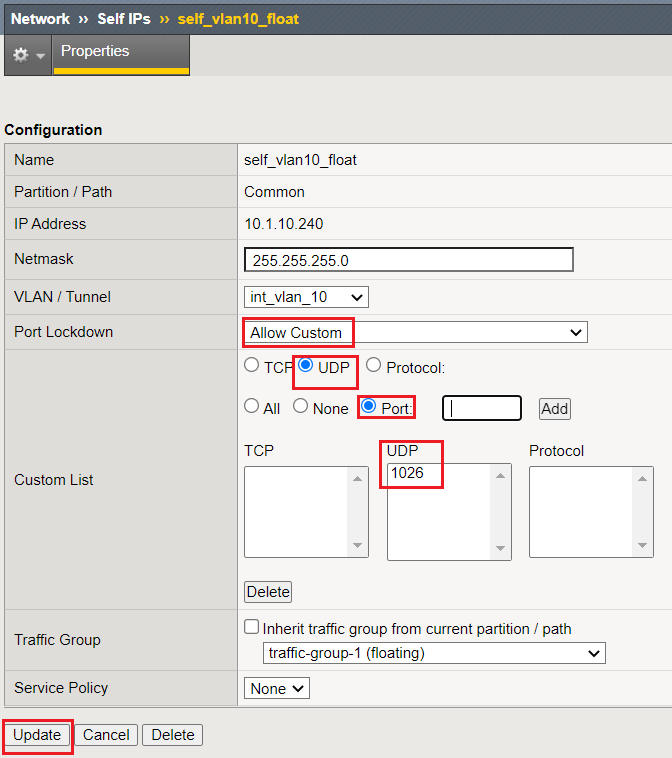 Network ›› Self IPs ›› self_vlan10_float
Properties
Configuration
Name self_vlan10_float
Partition / Path Common
IP Address 10.1.10.240
Netmask 255.255.255.0
VLAN / Tunnel int_vlan_10
Port Lockdown Allow Custom
TCP UDP Protocol:
All None Port: Add
TCP UDP Protocol
1026
Custom List
Delete
Inherit traffic group from current partition / path
Traffic Group
traffic-group-1 (floating)
Service Policy None
Update Cancel Delete